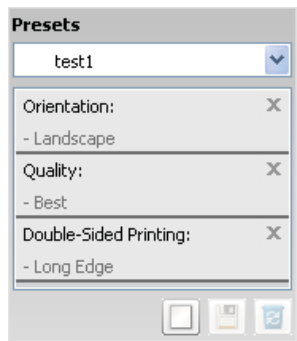 Presets
test1
Orientation:
- Landscape
Quality:
- Best
Double-Sided Printing:
- Long Edge